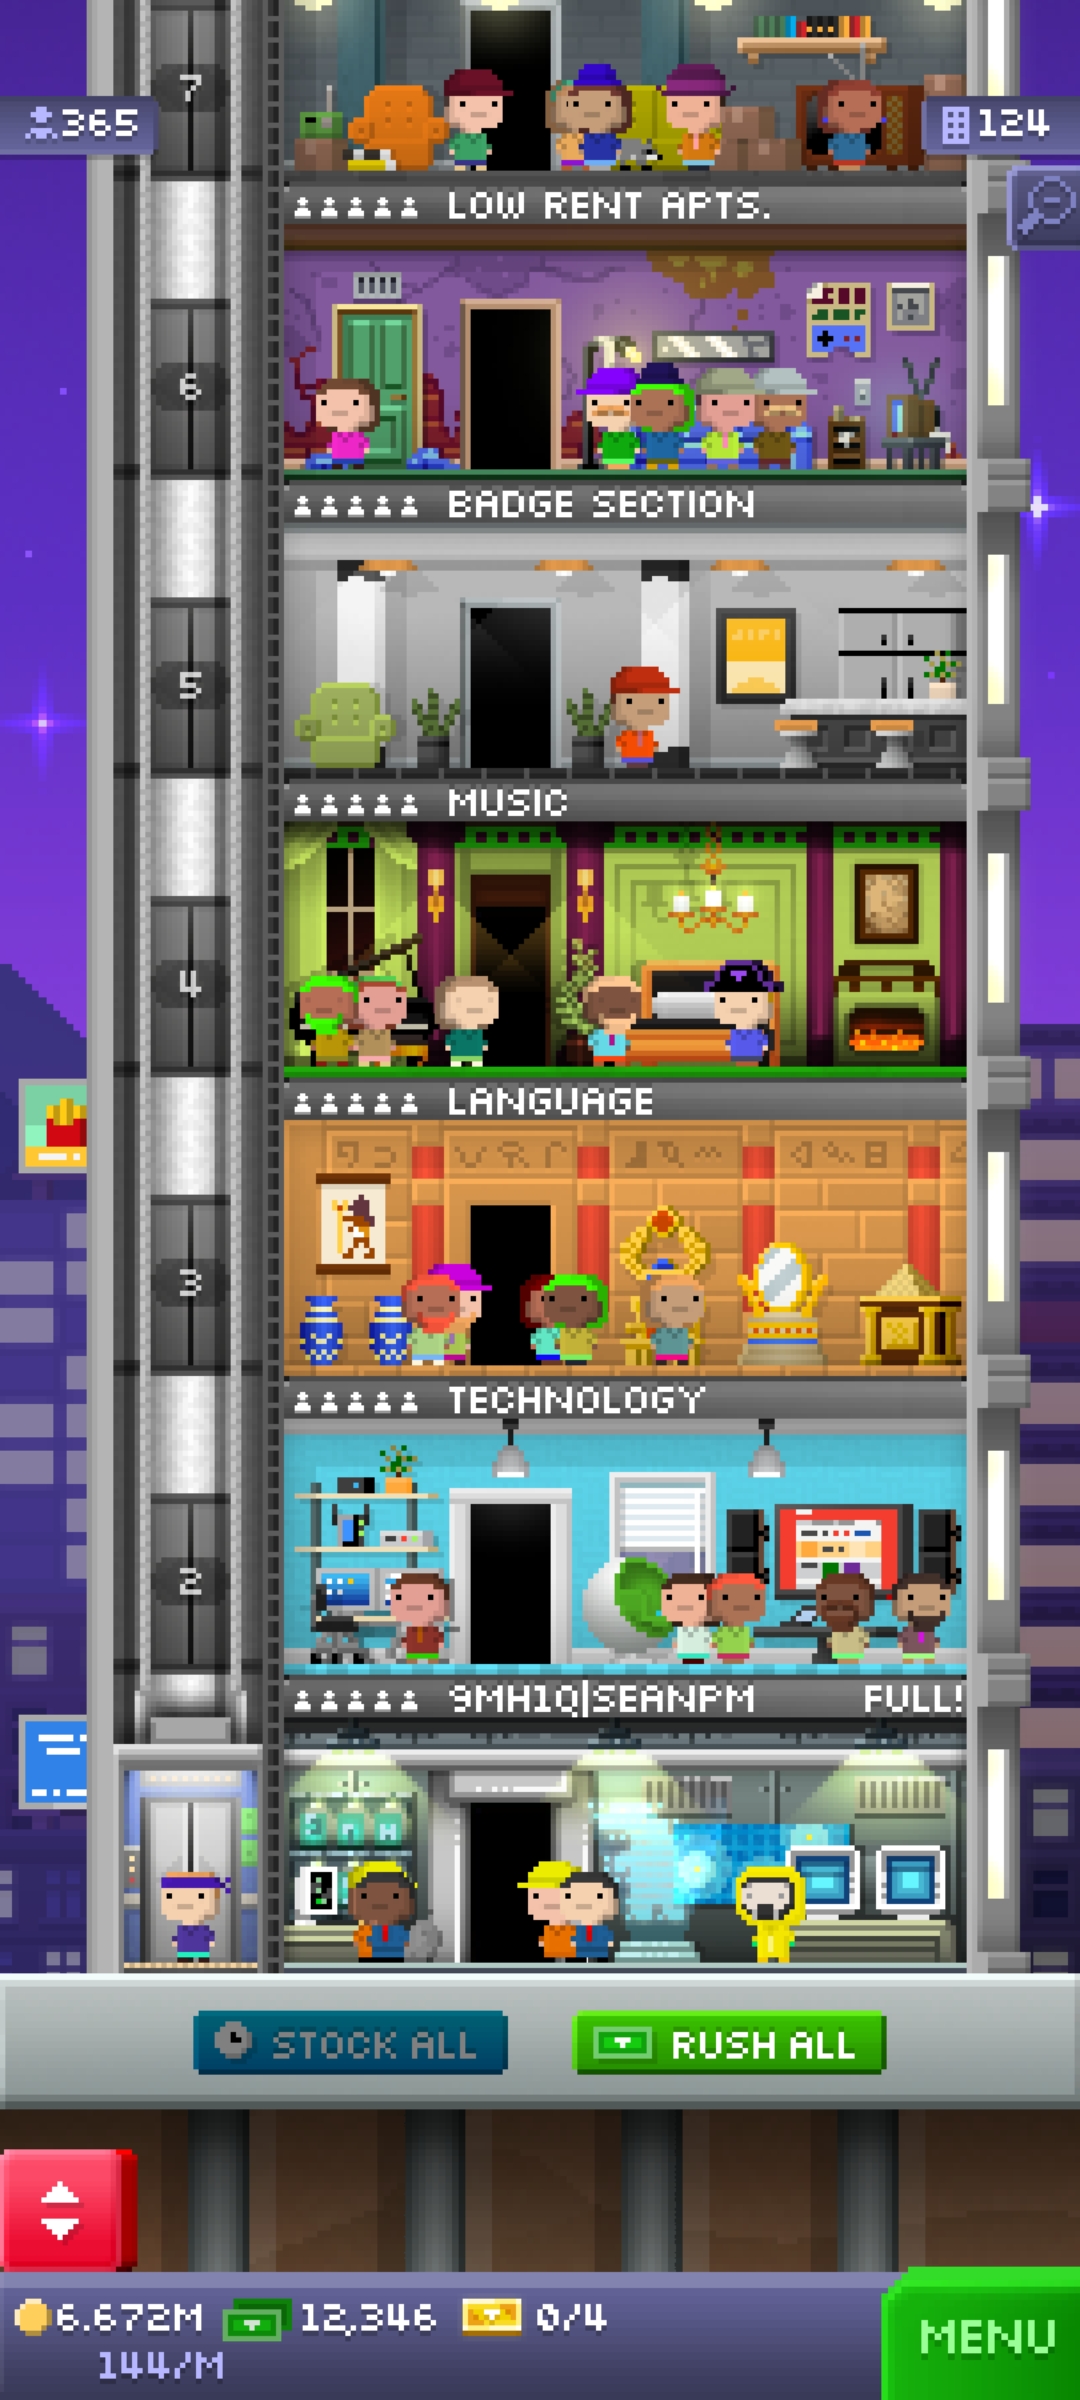 7
365
124
LOW RENT APTS.
6
BADGE SECTION
5
MUSIC
4
LANGUAGE
3
TECHNOLOGY
2
9MH1Q|SEANPM FULL!
STOCK ALL
RUSH ALL
6.672M 12,346 0/4
144/M
MENU